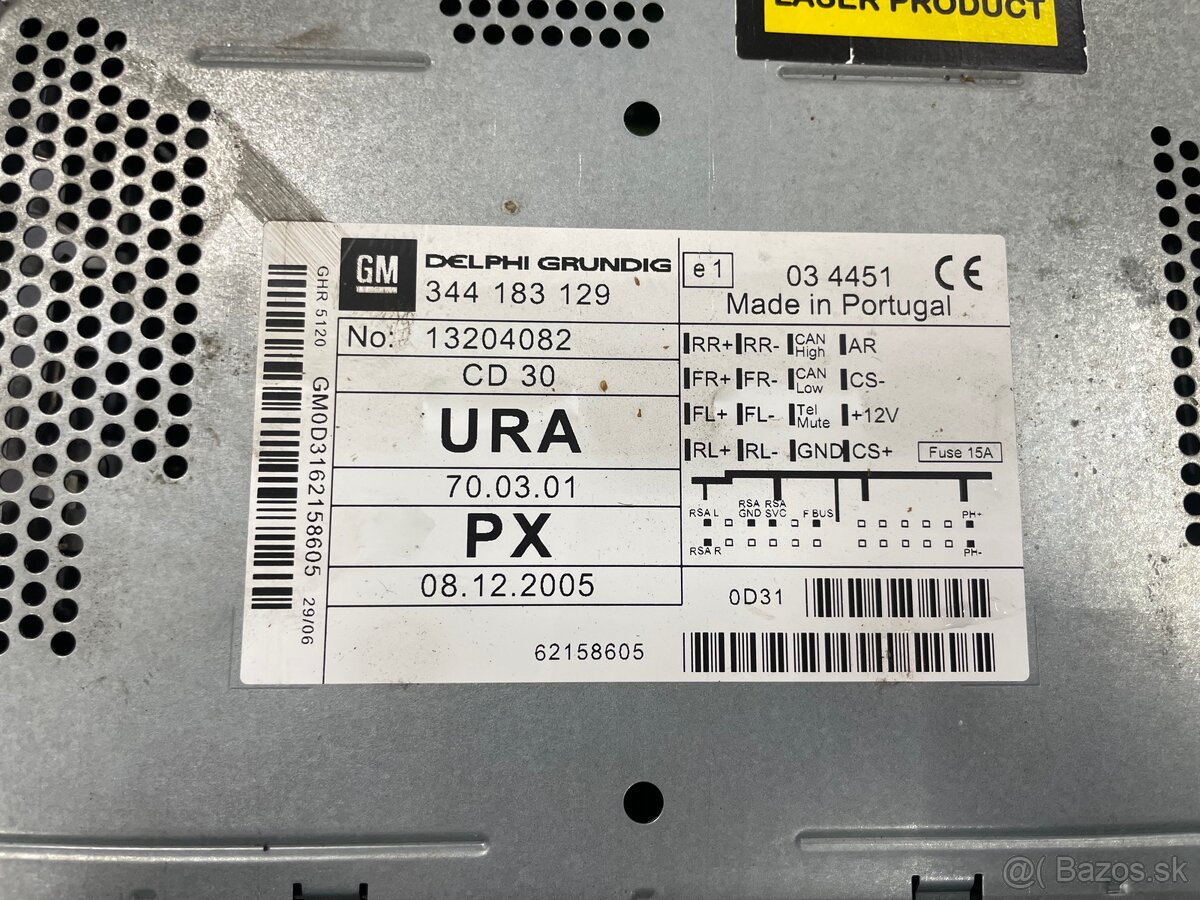 LASER PRODUCT
GM
DELPHI GRUNDIG
344 183 129
No: 13204082
CD 30
URA
70.03.01
PX
08.12.2005
62158605
GHR 5120 GM0D3162158605 29/06
e1 03 4451 CE
Made in Portugal
RR+ RR- CAN High AR
FR+ FR- CAN Low CS-
FL+ FL- Tel Mute +12V
RL+ RL- GND CS+ Fuse 15A
RSA L RSA GND RSA SVC F BUS PH+
RSA R PH-
0D31
@( Bazos.sk